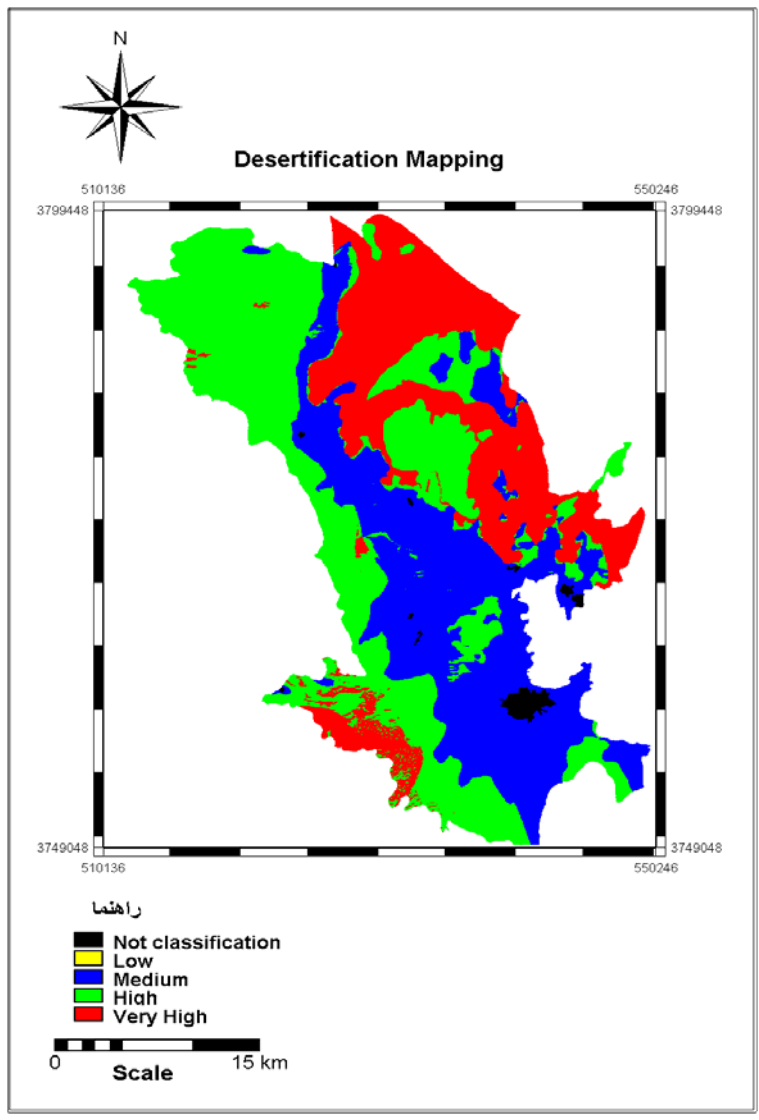 N
Desertification Mapping
510136 550246
3799448 3799448
3749048 3749048
510136 550246
راهنما
Not classification
Low
Medium
High
Very High
0 15 km
Scale